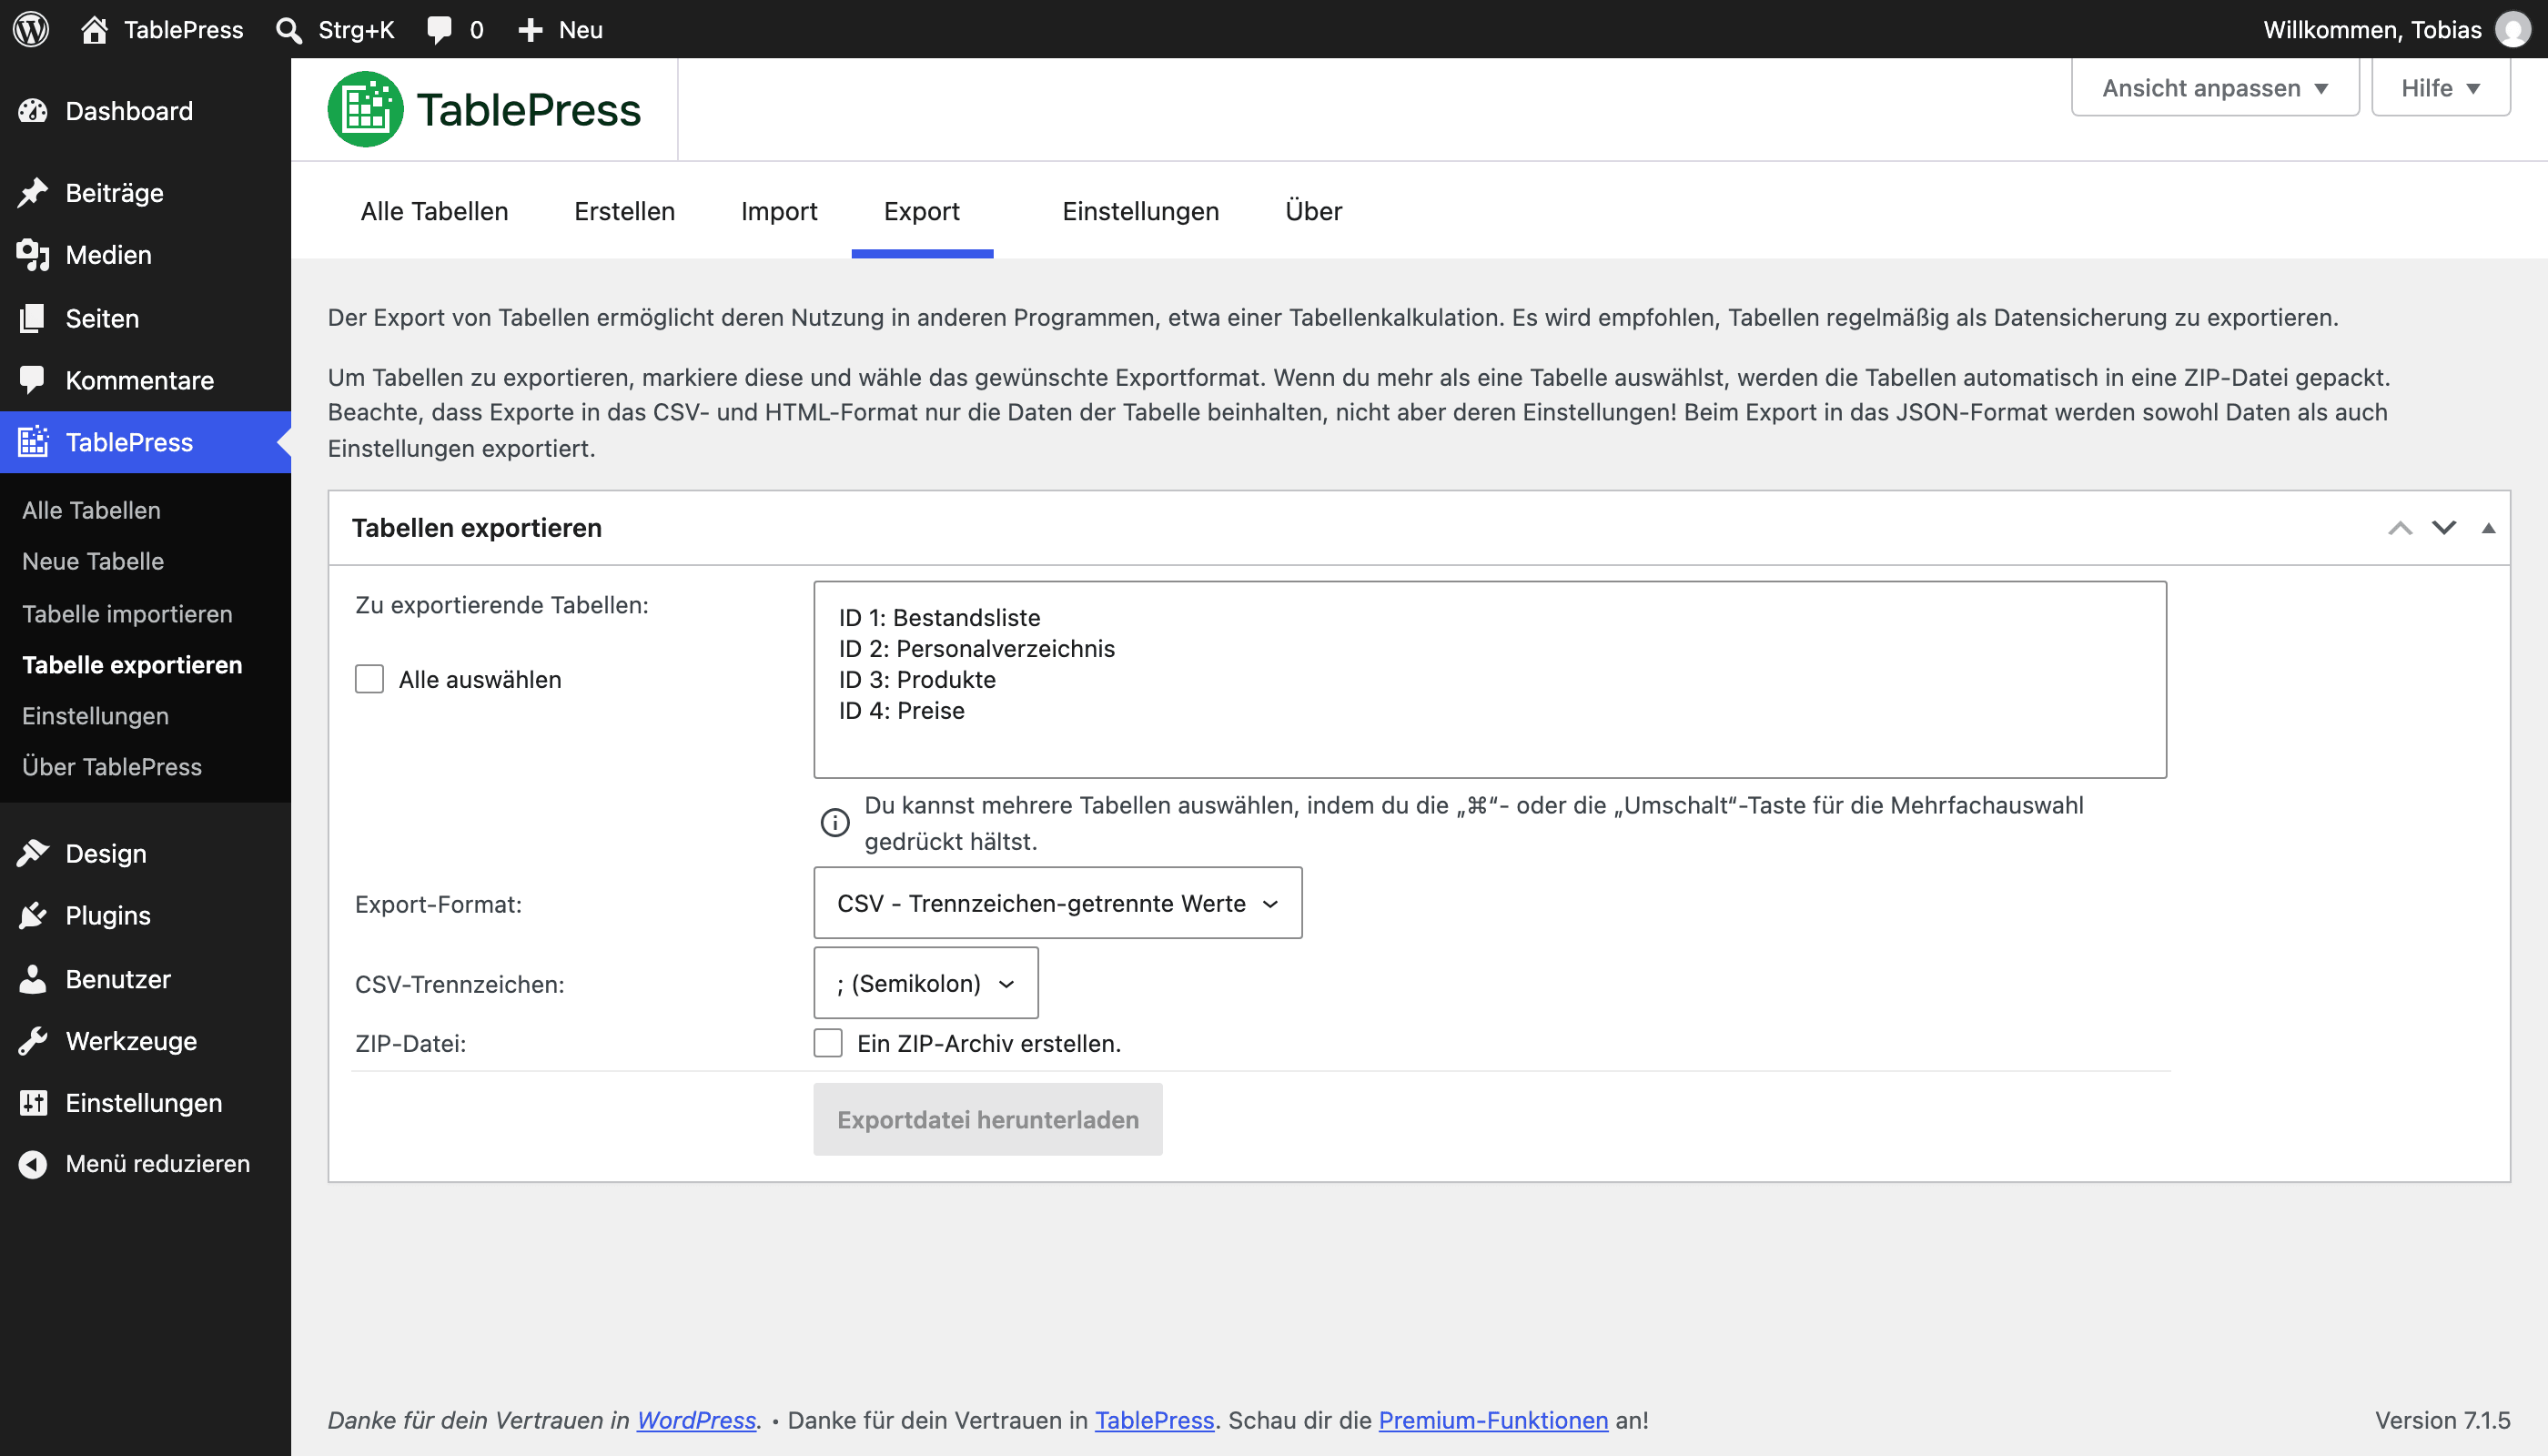 TablePress
Strg+K
0
Neu
Willkommen, Tobias
Dashboard
Beiträge
Medien
Seiten
Kommentare
TablePress
Alle Tabellen
Neue Tabelle
Tabelle importieren
Tabelle exportieren
Einstellungen
Über TablePress
Design
Plugins
Benutzer
Werkzeuge
Einstellungen
Menü reduzieren
TablePress
Ansicht anpassen
Hilfe
Alle Tabellen
Erstellen
Import
Export
Einstellungen
Über
Der Export von Tabellen ermöglicht deren Nutzung in anderen Programmen, etwa einer Tabellenkalkulation. Es wird empfohlen, Tabellen regelmäßig als Datensicherung zu exportieren.
Um Tabellen zu exportieren, markiere diese und wähle das gewünschte Exportformat. Wenn du mehr als eine Tabelle auswählst, werden die Tabellen automatisch in eine ZIP-Datei gepackt.
Beachte, dass Exporte in das CSV- und HTML-Format nur die Daten der Tabelle beinhalten, nicht aber deren Einstellungen! Beim Export in das JSON-Format werden sowohl Daten als auch
Einstellungen exportiert.
Tabellen exportieren
Zu exportierende Tabellen:
Alle auswählen
ID 1: Bestandsliste
ID 2: Personalverzeichnis
ID 3: Produkte
ID 4: Preise
Du kannst mehrere Tabellen auswählen, indem du die „⌘“- oder die „Umschalt“-Taste für die Mehrfachauswahl
gedrückt hältst.
Export-Format:
CSV - Trennzeichen-getrennte Werte
CSV-Trennzeichen:
; (Semikolon)
ZIP-Datei:
Ein ZIP-Archiv erstellen.
Exportdatei herunterladen
Danke für dein Vertrauen in WordPress. • Danke für dein Vertrauen in TablePress. Schau dir die Premium-Funktionen an!
Version 7.1.5